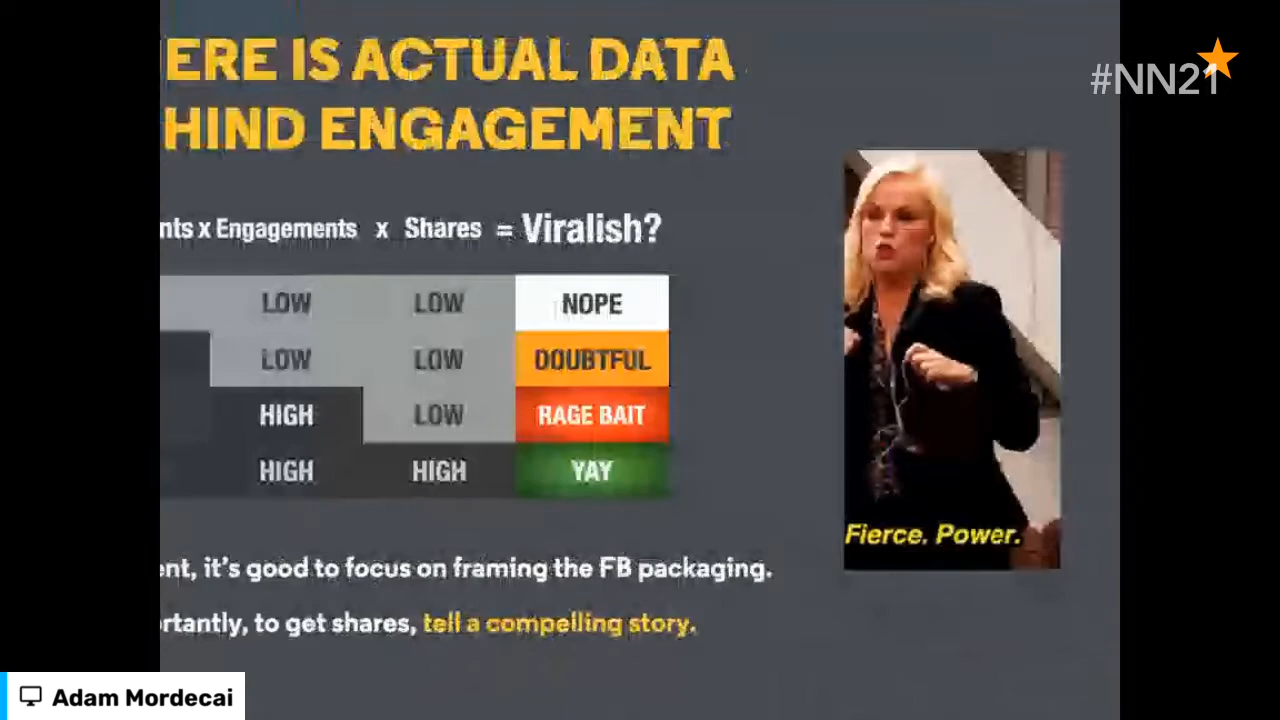 ERE IS ACTUAL DATA
HIND ENGAGEMENT
#NN21
nts x Engagements x Shares = Viralish?
LOW LOW NOPE
LOW LOW DOUBTFUL
HIGH LOW RAGE BAIT
HIGH HIGH YAY
Fierce. Power.
ent, it's good to focus on framing the FB packaging.
rtantly, to get shares, tell a compelling story.
Adam Mordecai